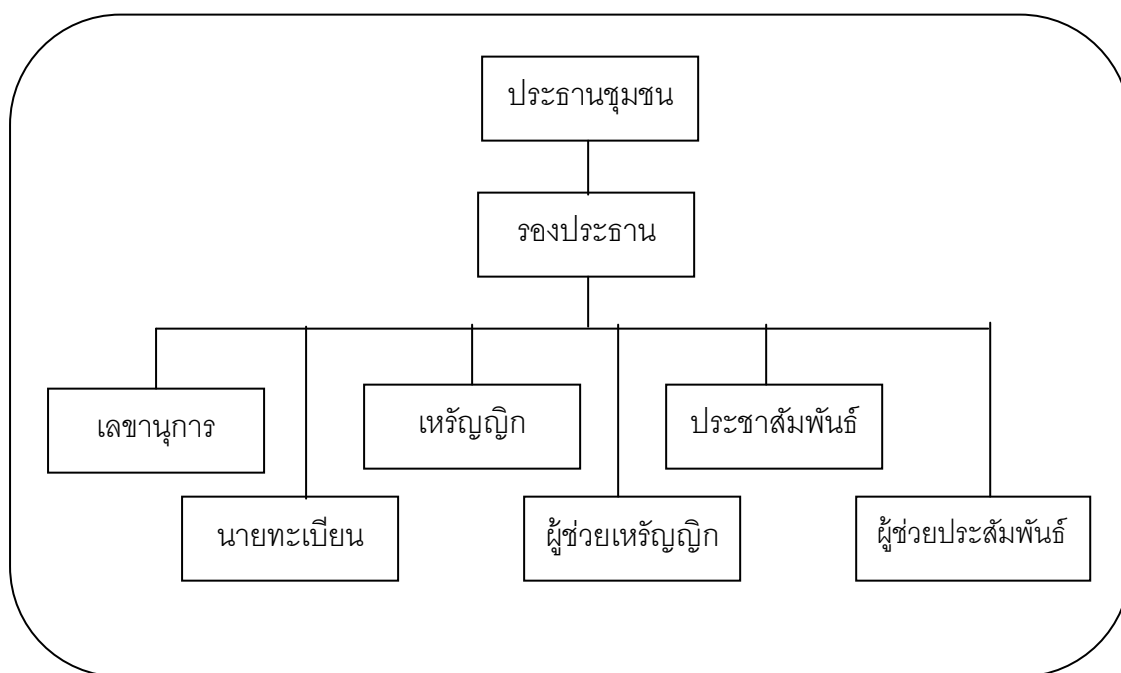 ประธานชุมชน
รองประธาน
เลขานุการ
เหรัญญิก
ประชาสัมพันธ์
นายทะเบียน
ผู้ช่วยเหรัญญิก
ผู้ช่วยประสัมพันธ์